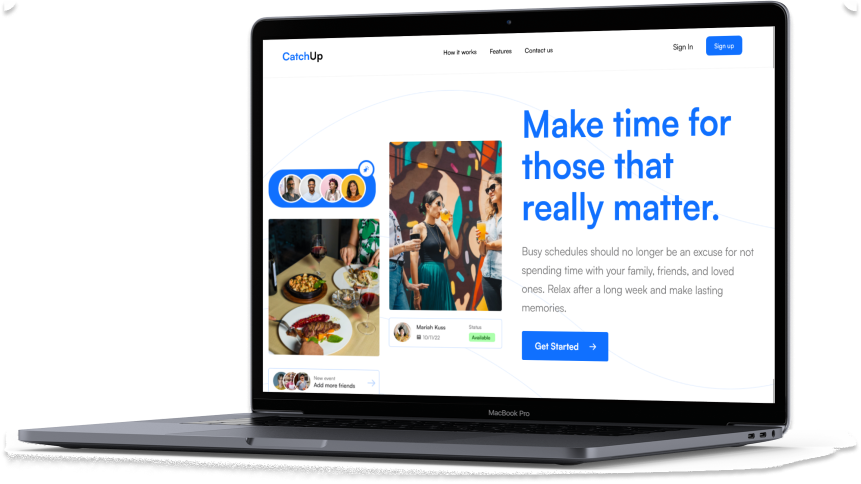 CatchUp
How it works
Features
Contact us
Sign In
Sign up
Make time for
those that
really matter.
Busy schedules should no longer be an excuse for not
spending time with your family, friends, and loved
ones. Relax after a long week and make lasting
memories.
Get Started
Mariah Kuss
10/11/22
Status
Available
New event
Add more friends
MacBook Pro